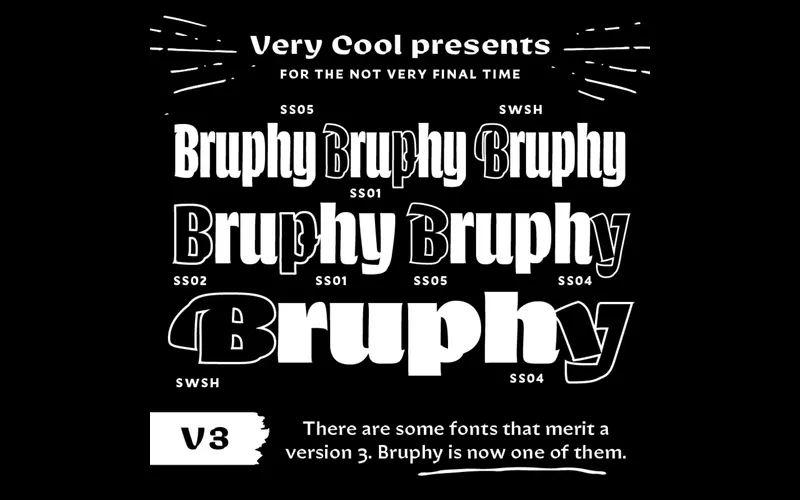 Very Cool presents
FOR THE NOT VERY FINAL TIME
SS05 SWSH
Bruphy Bruphy Bruphy
SS01
Bruphy Bruphy
SS02 SS01 SS05 SS04
Bruphy
SWSH SS04
V3
There are some fonts that merit a
version 3. Bruphy is now one of them.